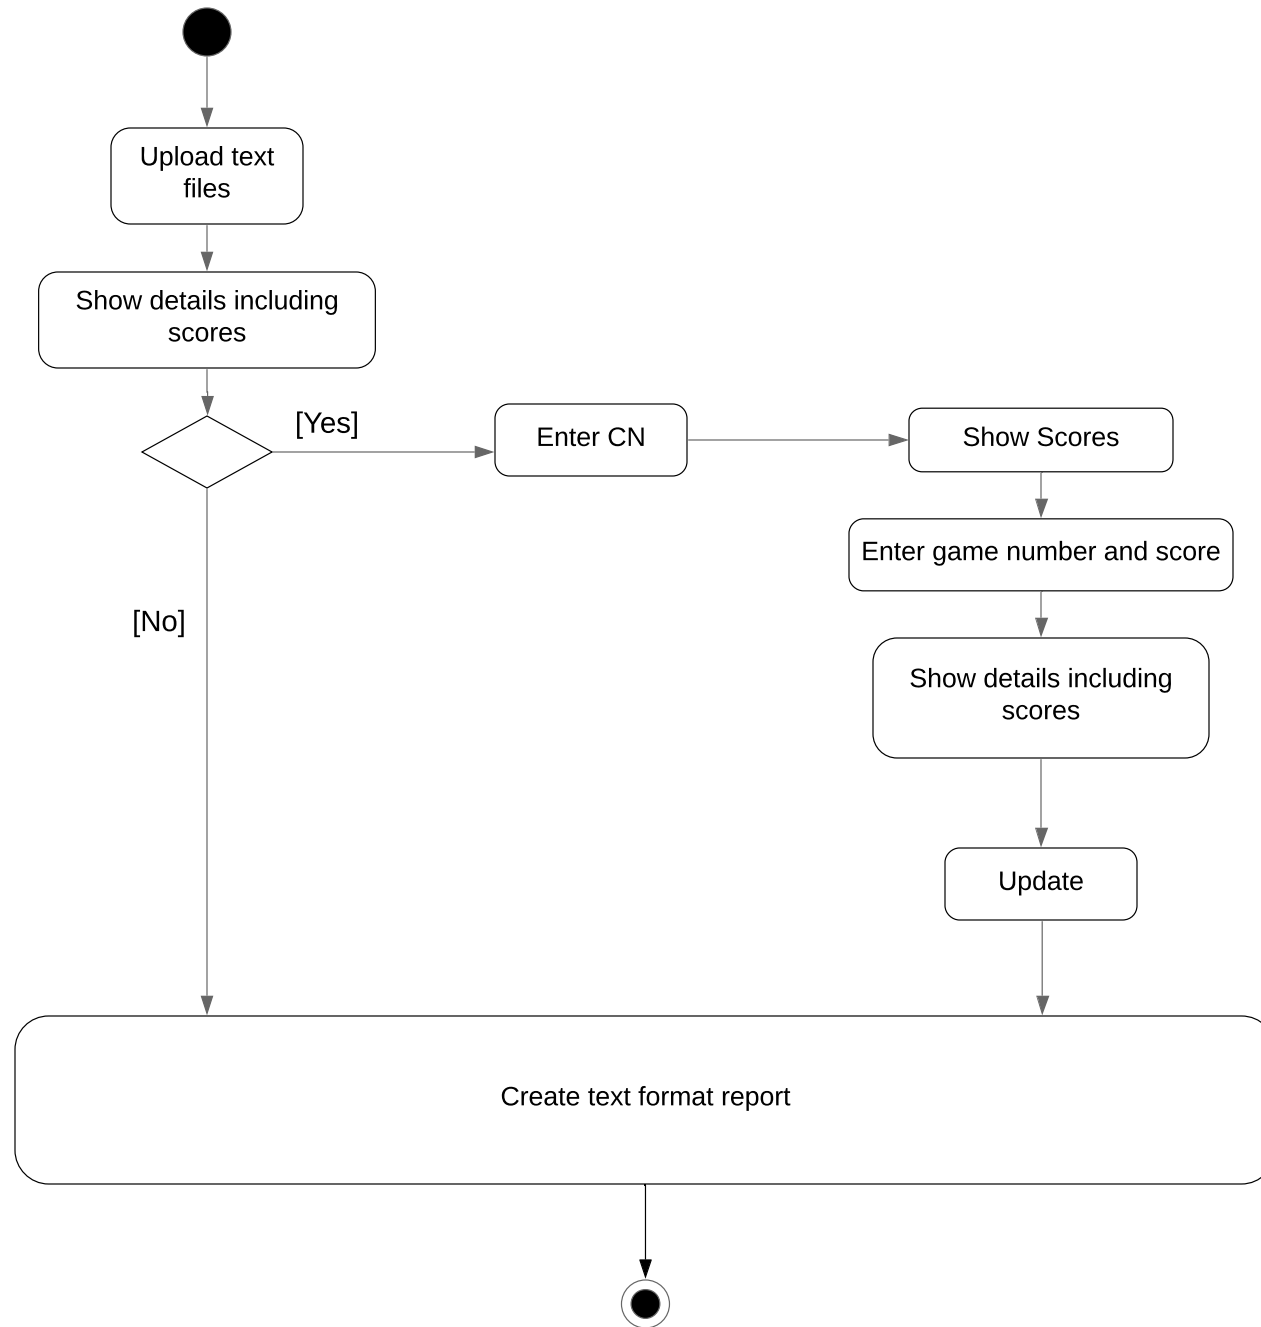 Upload text
files
Show details including
scores
[Yes]
Enter CN
Show Scores
Enter game number and score
[No]
Show details including
scores
Update
Create text format report